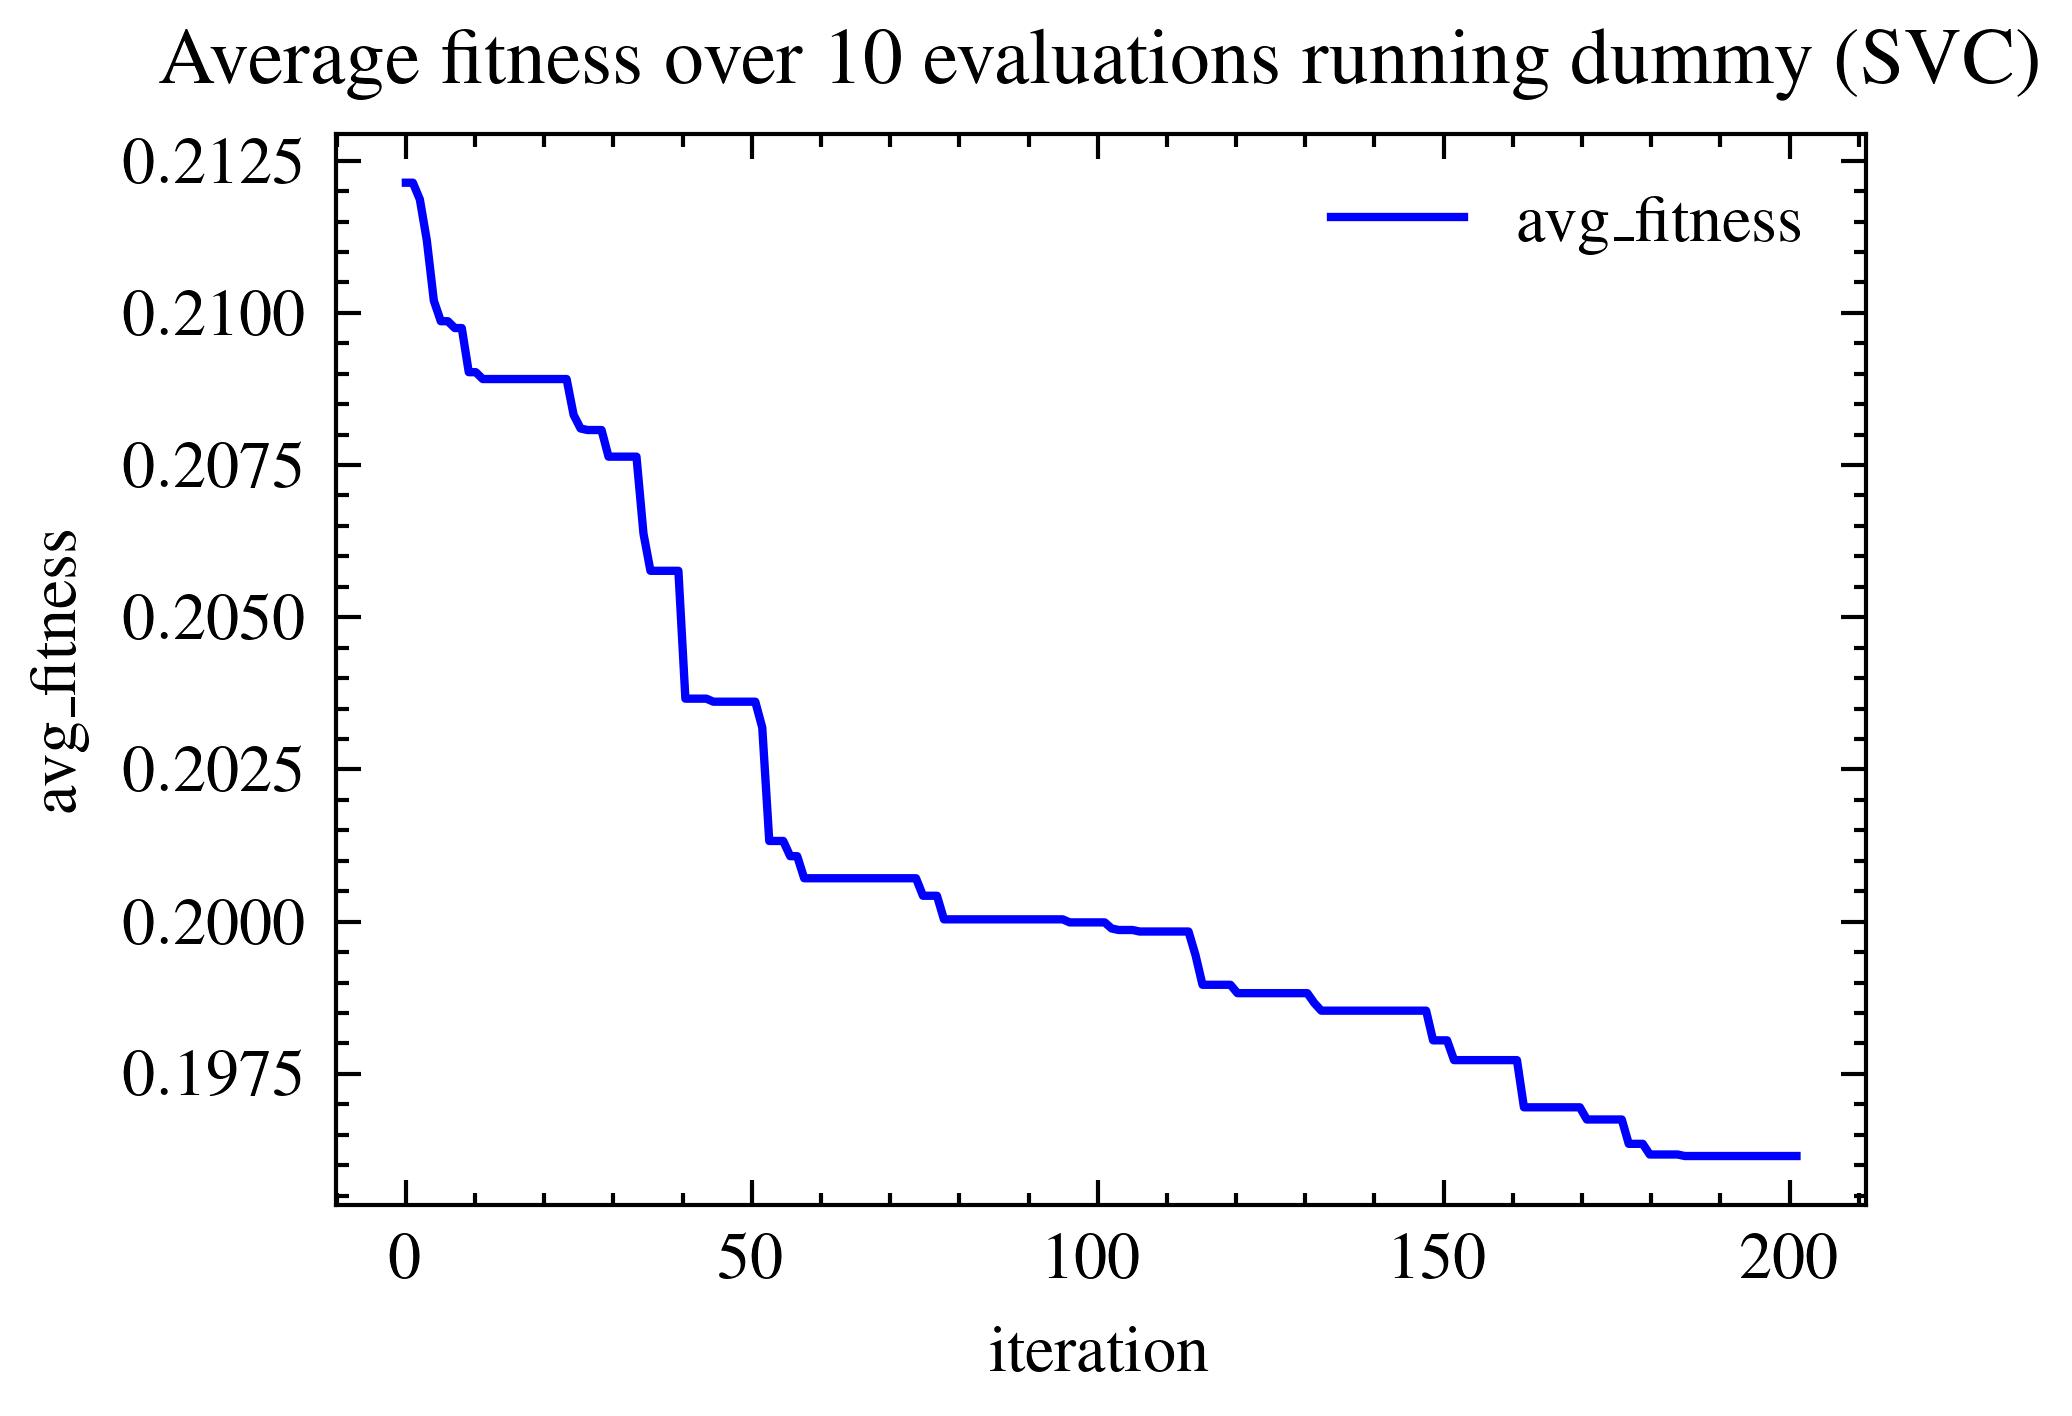 Average fitness over 10 evaluations running dummy (SVC)
avg_fitness
0.2125
0.2100
0.2075
0.2050
0.2025
0.2000
0.1975
avg_fitness
0 50 100 150 200
iteration